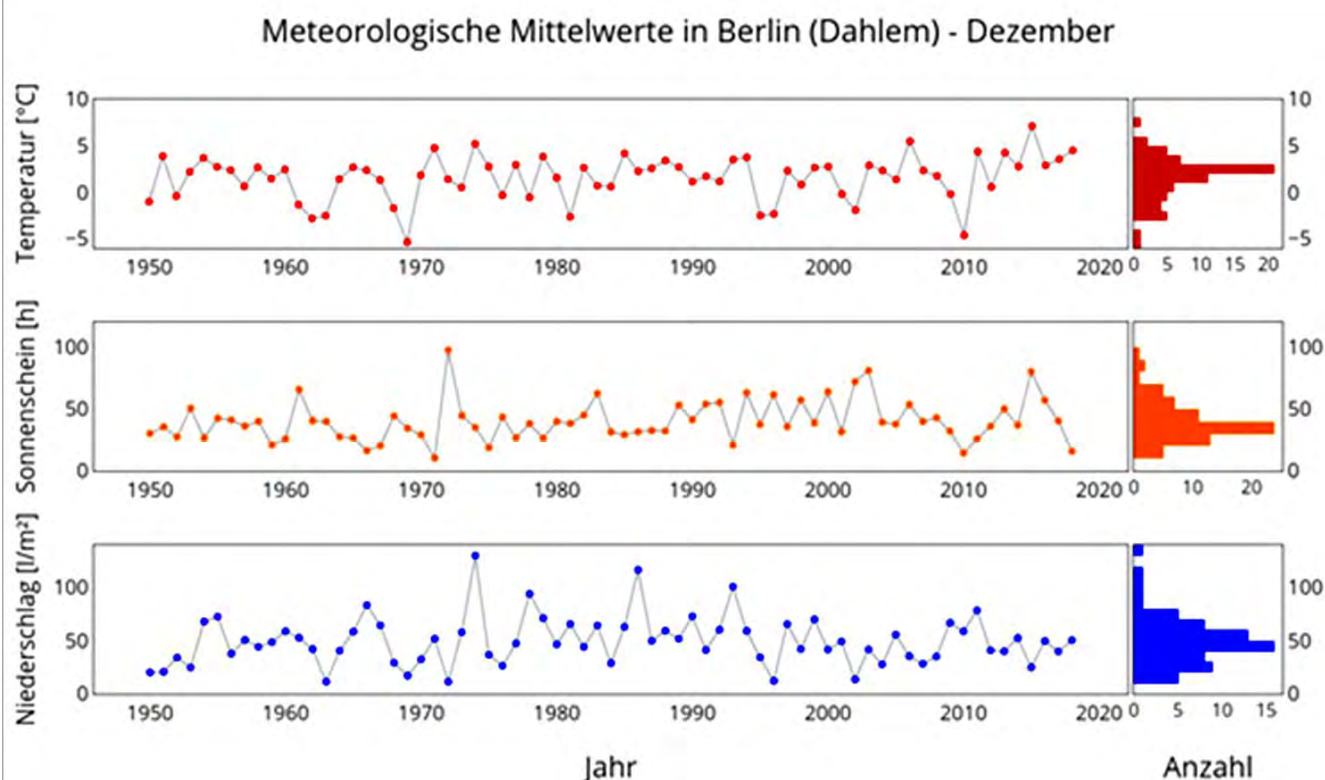 Meteorologische Mittelwerte in Berlin (Dahlem) - Dezember
Temperatur [°C]
10
5
0
−5
1950 1960 1970 1980 1990 2000 2010 2020
10
5
0
−5
0 5 10 15 20
Sonnenschein [h]
100
50
0
1950 1960 1970 1980 1990 2000 2010 2020
100
50
0
0 10 20
Niederschlag [l/m²]
100
50
0
1950 1960 1970 1980 1990 2000 2010 2020
100
50
0
0 5 10 15
Jahr
Anzahl